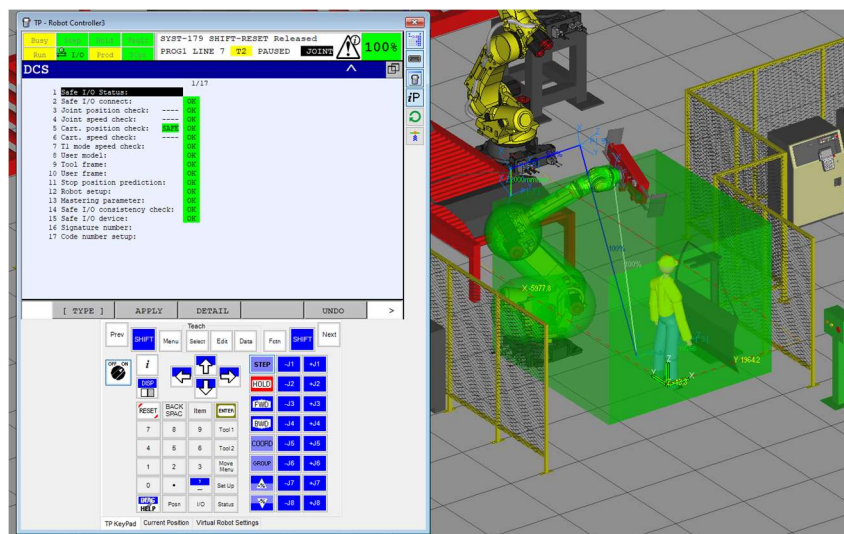 TP - Robot Controller3
Busy Step Hold Fault
Run I/O Prod TCyc
SYST-179 SHIFT-RESET Released
PROG1 LINE 7 T2 PAUSED JOINT 100%
DCS
1/17
1 Safe I/O Status:
2 Safe I/O connect: OK
3 Joint position check: ---- OK
4 Joint speed check: ---- OK
5 Cart. position check: SAFE OK
6 Cart. speed check: ---- OK
7 T1 mode speed check: OK
8 User model: OK
9 Tool frame: OK
10 User frame: OK
11 Stop position prediction: OK
12 Robot setup: OK
13 Mastering parameter: OK
14 Safe I/O consistency check: OK
15 Safe I/O device: OK
16 Signature number:
17 Code number setup:
[ TYPE ] APPLY DETAIL UNDO >
iP
Teach
Prev SHIFT Menu Select Edit Data Fctn SHIFT Next
OFF ON i STEP -J1 +J1
DISP HOLD -J2 +J2
RESET BACK SPAC Item ENTER FWD -J3 +J3
7 8 9 Tool 1 BWD -J4 +J4
4 5 6 Tool 2 COORD -J5 +J5
1 2 3 Move Menu GROUP -J6 +J6
0 . , - Set Up +% -J7 +J7
DIAG HELP Posn I/O Status -% -J8 +J8
TP KeyPad Current Position Virtual Robot Settings
100%
100%
X -5977.8
Y 1364.2
Z
Y X